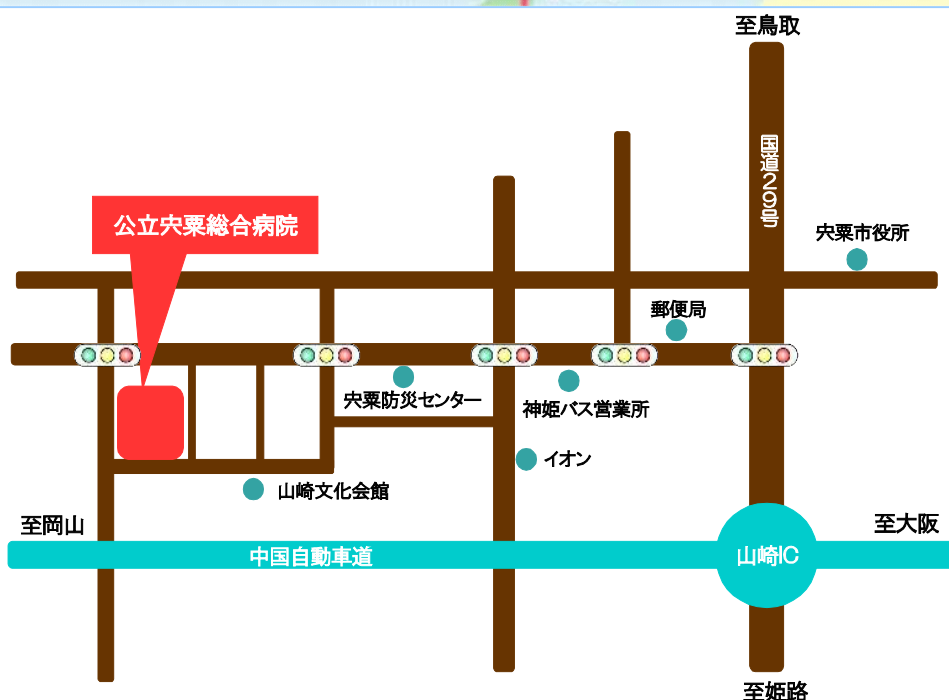 至鳥取
国道29号
公立宍粟総合病院
宍粟市役所
郵便局
宍粟防災センター
神姫バス営業所
イオン
山崎文化会館
至岡山
至大阪
中国自動車道
山崎IC
至姫路